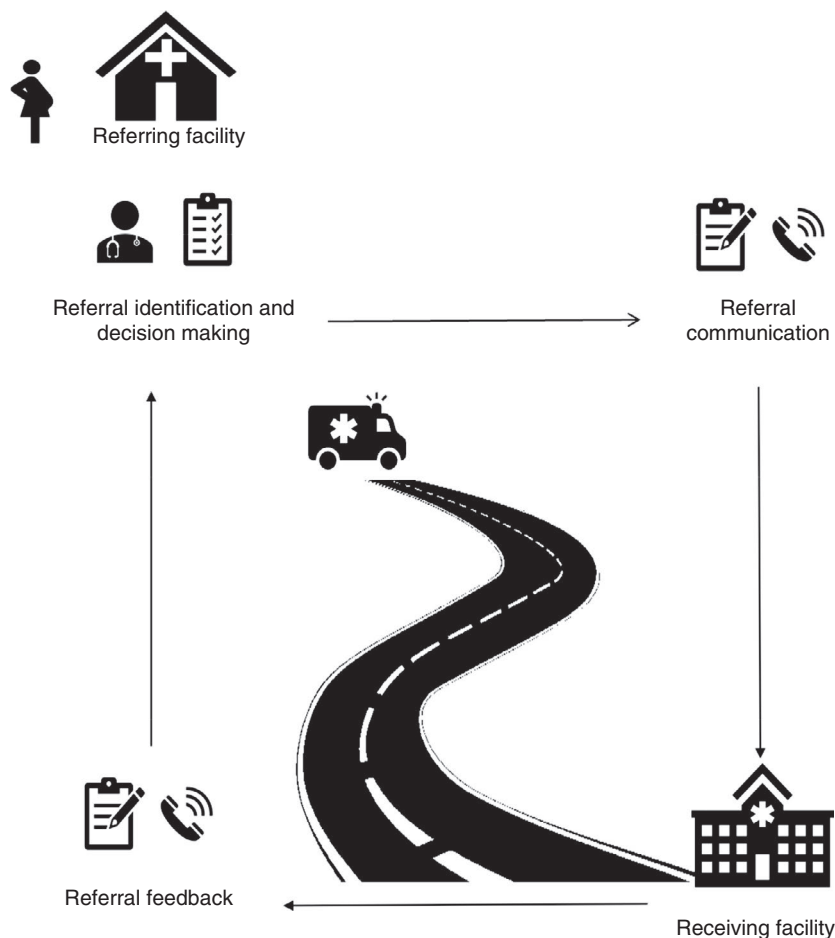 Referring facility
Referral identification and
decision making
Referral
communication
Referral feedback
Receiving facility